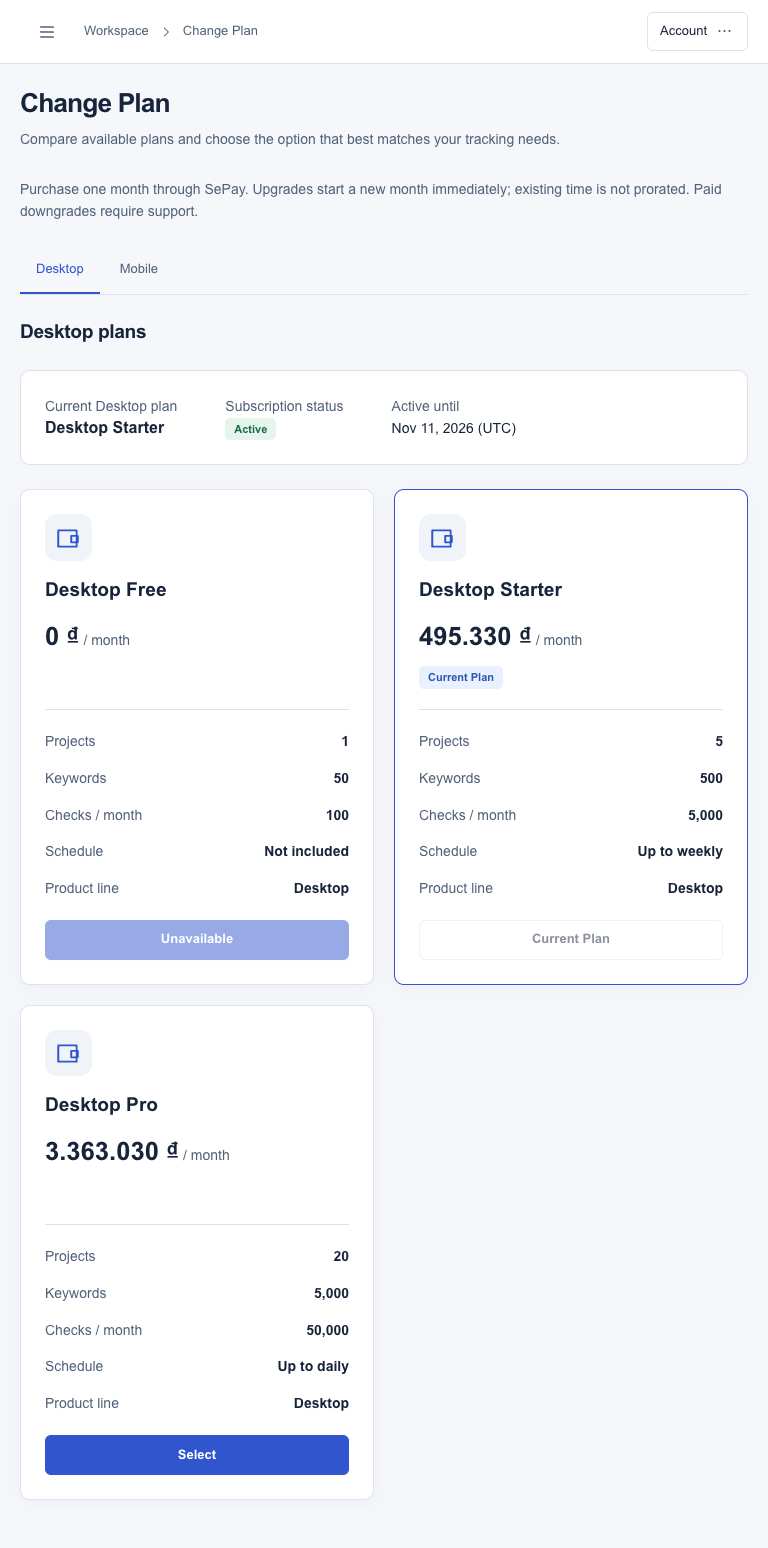 Workspace
Change Plan
Account ···
Change Plan
Compare available plans and choose the option that best matches your tracking needs.
Purchase one month through SePay. Upgrades start a new month immediately; existing time is not prorated. Paid
downgrades require support.
Desktop
Mobile
Desktop plans
Current Desktop plan
Desktop Starter
Subscription status
Active
Active until
Nov 11, 2026 (UTC)
Desktop Free
0 ₫ / month
Projects 1
Keywords 50
Checks / month 100
Schedule Not included
Product line Desktop
Unavailable
Desktop Starter
495.330 ₫ / month
Current Plan
Projects 5
Keywords 500
Checks / month 5,000
Schedule Up to weekly
Product line Desktop
Current Plan
Desktop Pro
3.363.030 ₫ / month
Projects 20
Keywords 5,000
Checks / month 50,000
Schedule Up to daily
Product line Desktop
Select